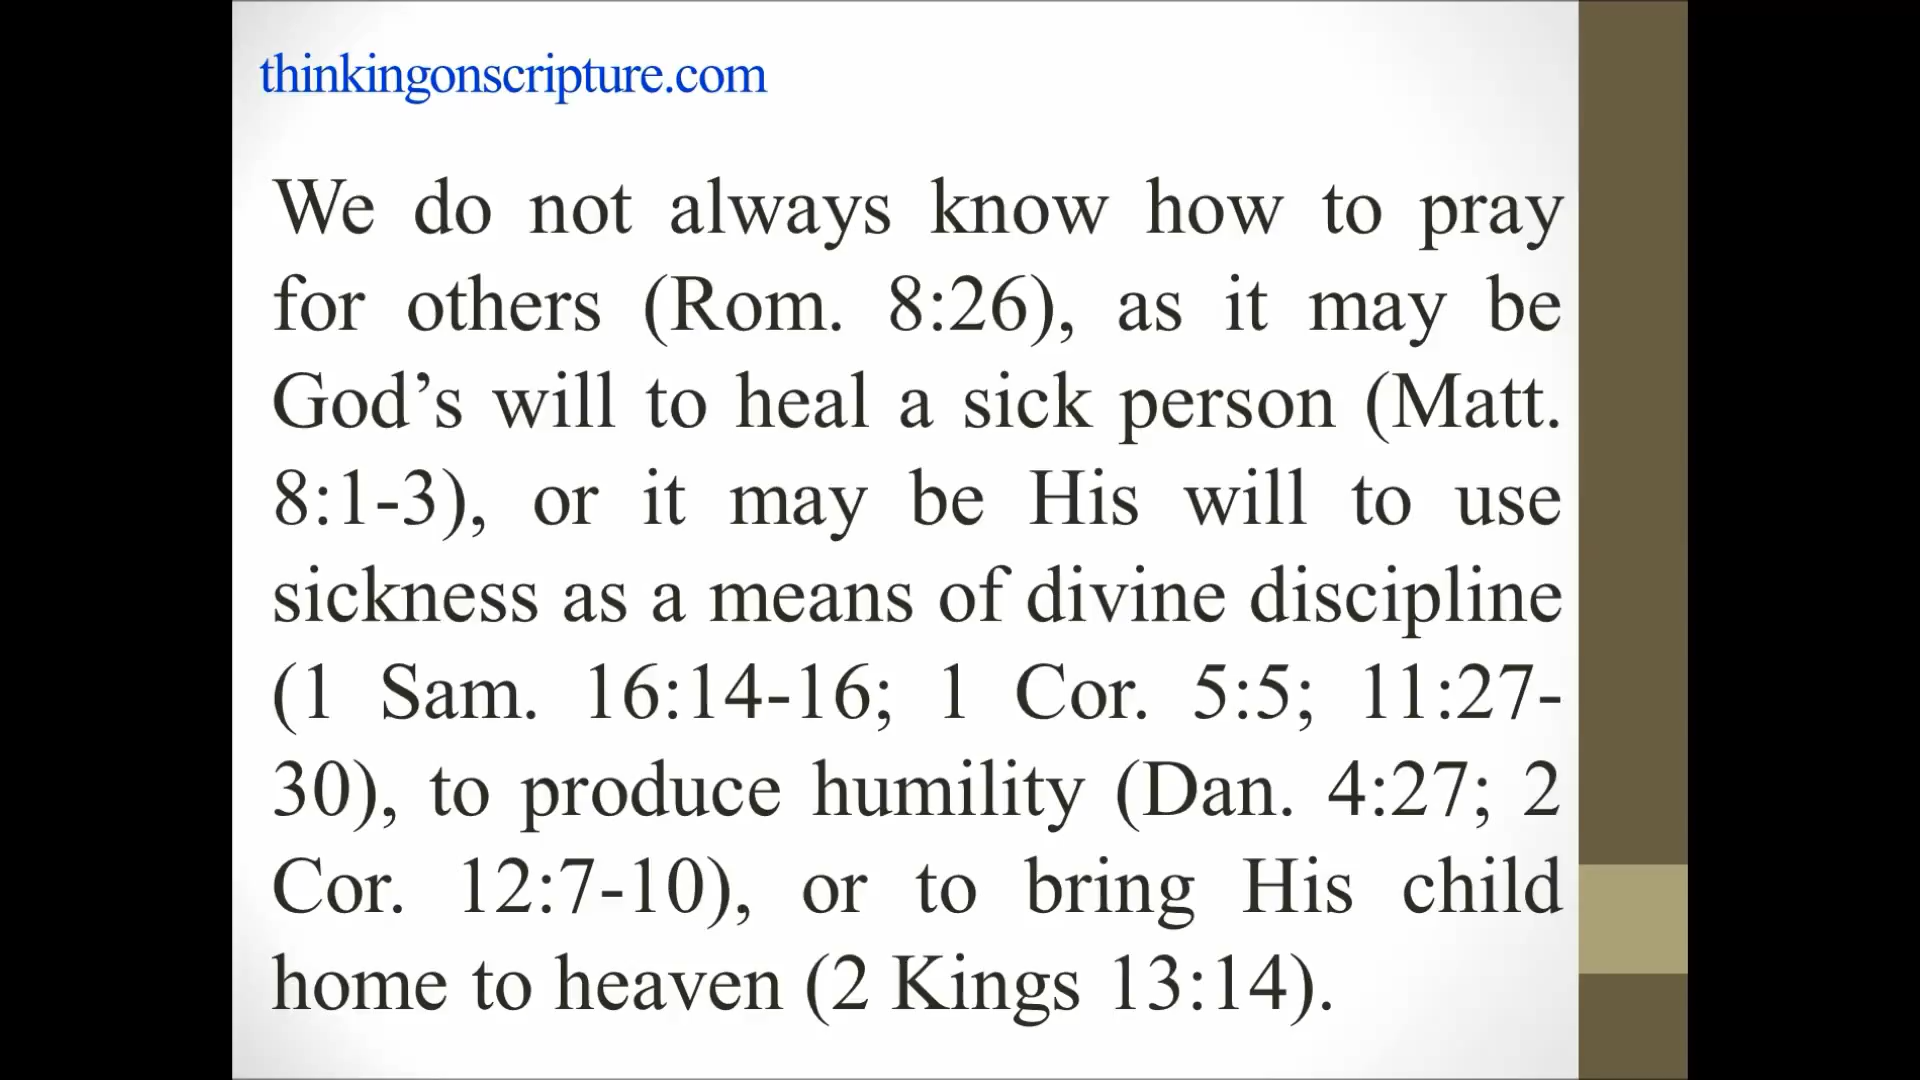 thinkingonscripture.com
We do not always know how to pray
for others (Rom. 8:26), as it may be
God’s will to heal a sick person (Matt.
8:1-3), or it may be His will to use
sickness as a means of divine discipline
(1 Sam. 16:14-16; 1 Cor. 5:5; 11:27-
30), to produce humility (Dan. 4:27; 2
Cor. 12:7-10), or to bring His child
home to heaven (2 Kings 13:14).